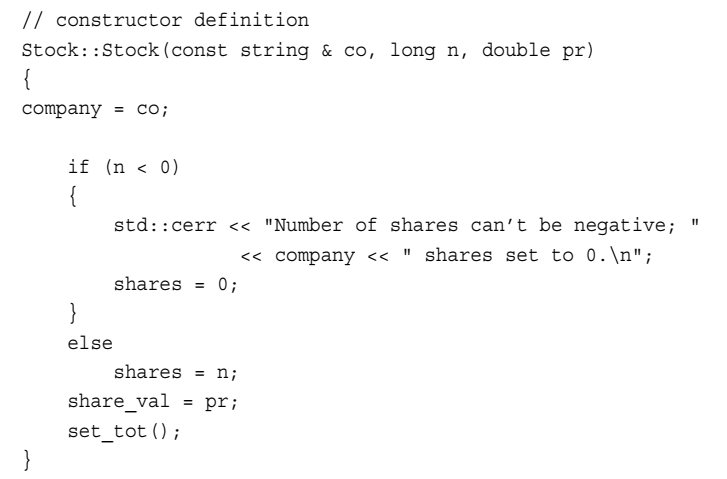 // constructor definition
Stock::Stock(const string & co, long n, double pr)
{
company = co;

    if (n < 0)
    {
        std::cerr << "Number of shares can’t be negative; "
                   << company << " shares set to 0.\n";
        shares = 0;
    }
    else
        shares = n;
    share_val = pr;
    set_tot();
}